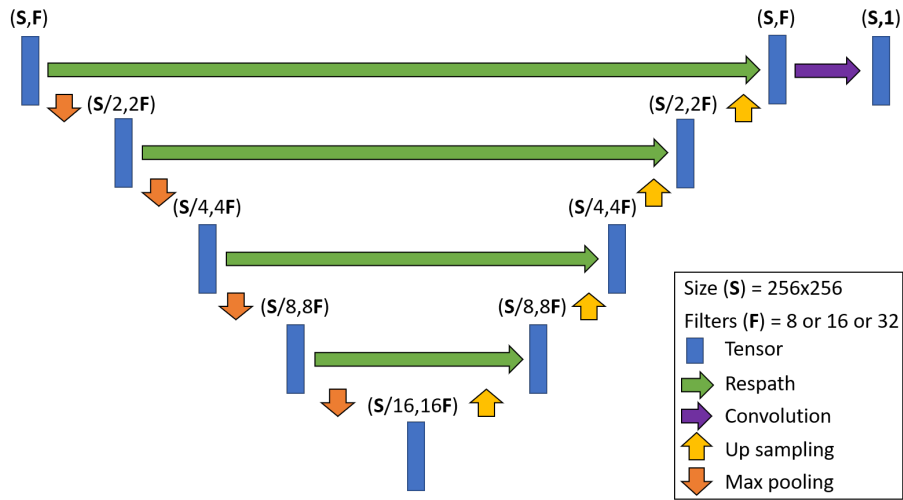 (S,F)
(S,F)
(S,1)
(S/2,2F)
(S/2,2F)
(S/4,4F)
(S/4,4F)
(S/8,8F)
(S/8,8F)
(S/16,16F)
Size (S) = 256x256
Filters (F) = 8 or 16 or 32
Tensor
Respath
Convolution
Up sampling
Max pooling